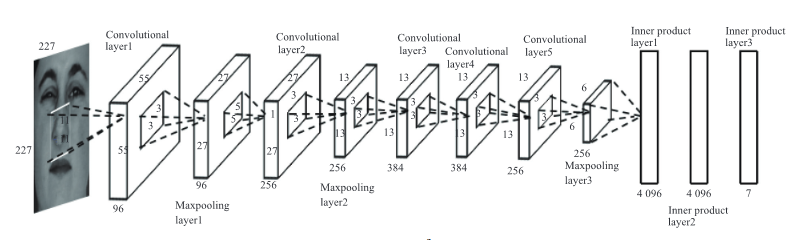 227
227
Convolutional
layer1
55
55
3
3
96
27
27
5
5
96
Maxpooling
layer1
Convolutional
layer2
27
27
1
3
3
256
13
13
3
3
256
Maxpooling
layer2
Convolutional
layer3
13
13
3
3
384
Convolutional
layer4
13
13
3
3
384
Convolutional
layer5
13
13
3
3
256
6
6
256
Maxpooling
layer3
Inner product
layer1
4 096
4 096
Inner product
layer2
Inner product
layer3
7